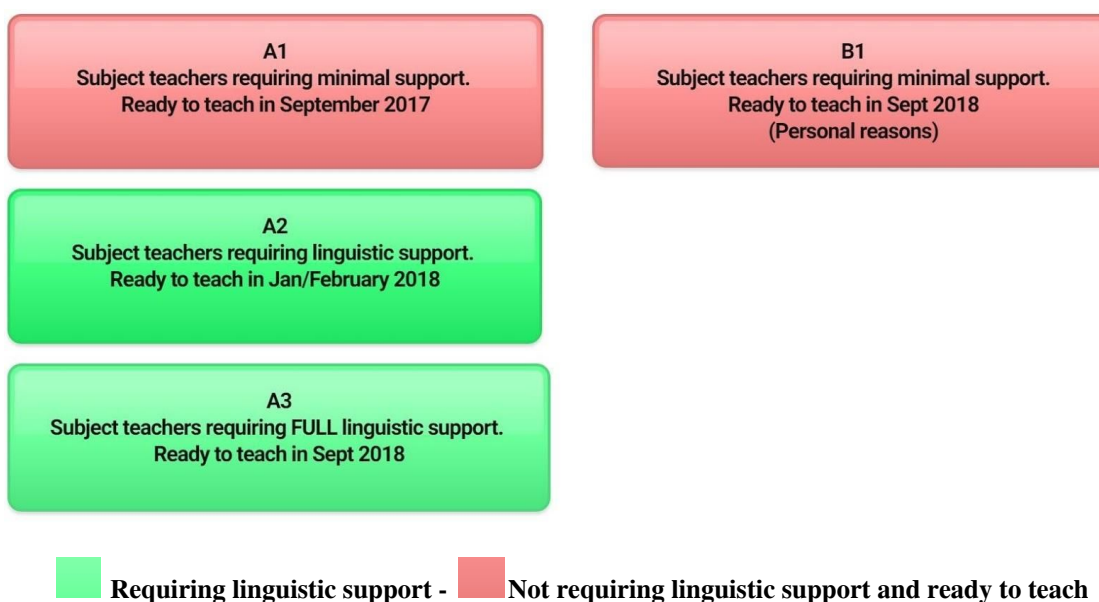 A1
Subject teachers requiring minimal support.
Ready to teach in September 2017
B1
Subject teachers requiring minimal support.
Ready to teach in Sept 2018
(Personal reasons)
A2
Subject teachers requiring linguistic support.
Ready to teach in Jan/February 2018
A3
Subject teachers requiring FULL linguistic support.
Ready to teach in Sept 2018
Requiring linguistic support - Not requiring linguistic support and ready to teach